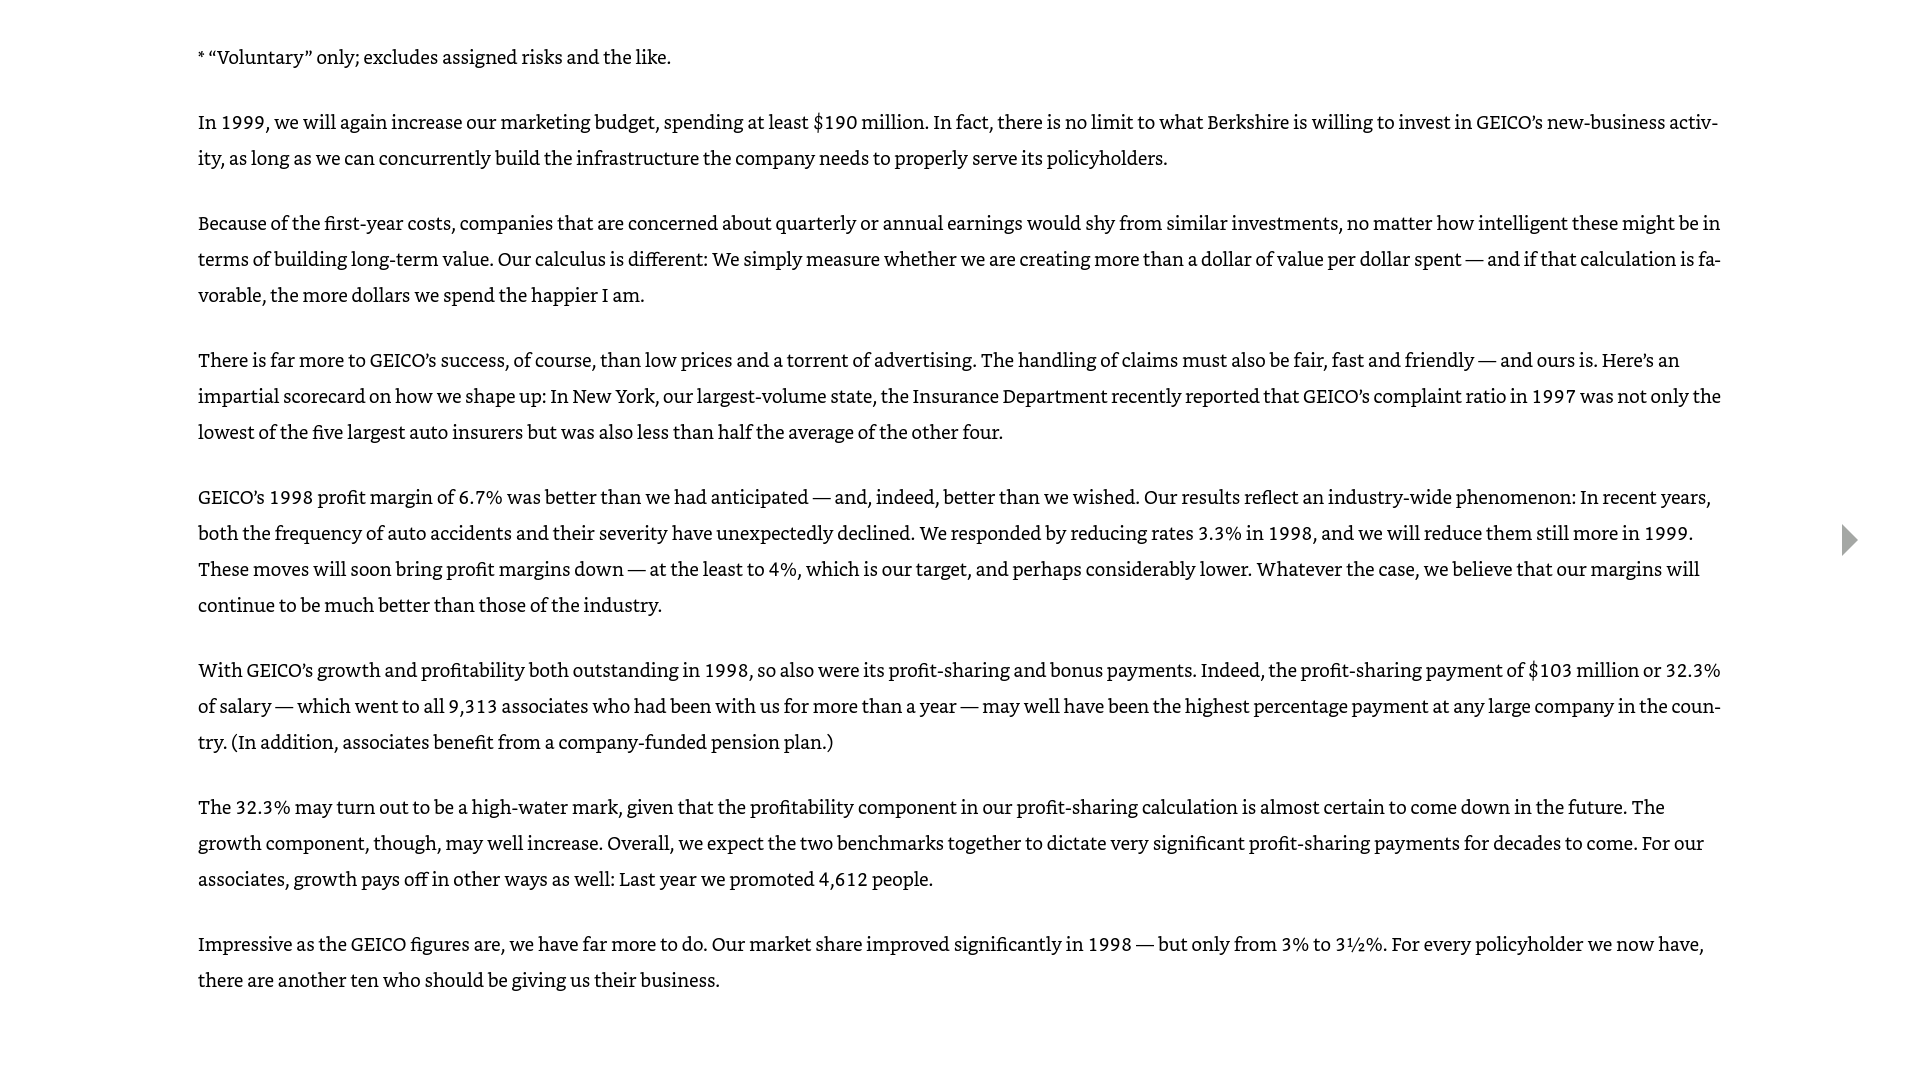 * “Voluntary” only; excludes assigned risks and the like.
In 1999, we will again increase our marketing budget, spending at least $190 million. In fact, there is no limit to what Berkshire is willing to invest in GEICO’s new-business activ-
ity, as long as we can concurrently build the infrastructure the company needs to properly serve its policyholders.
Because of the first-year costs, companies that are concerned about quarterly or annual earnings would shy from similar investments, no matter how intelligent these might be in
terms of building long-term value. Our calculus is different: We simply measure whether we are creating more than a dollar of value per dollar spent — and if that calculation is fa-
vorable, the more dollars we spend the happier I am.
There is far more to GEICO’s success, of course, than low prices and a torrent of advertising. The handling of claims must also be fair, fast and friendly — and ours is. Here’s an
impartial scorecard on how we shape up: In New York, our largest-volume state, the Insurance Department recently reported that GEICO’s complaint ratio in 1997 was not only the
lowest of the five largest auto insurers but was also less than half the average of the other four.
GEICO’s 1998 profit margin of 6.7% was better than we had anticipated — and, indeed, better than we wished. Our results reflect an industry-wide phenomenon: In recent years,
both the frequency of auto accidents and their severity have unexpectedly declined. We responded by reducing rates 3.3% in 1998, and we will reduce them still more in 1999.
These moves will soon bring profit margins down — at the least to 4%, which is our target, and perhaps considerably lower. Whatever the case, we believe that our margins will
continue to be much better than those of the industry.
With GEICO’s growth and profitability both outstanding in 1998, so also were its profit-sharing and bonus payments. Indeed, the profit-sharing payment of $103 million or 32.3%
of salary — which went to all 9,313 associates who had been with us for more than a year — may well have been the highest percentage payment at any large company in the coun-
try. (In addition, associates benefit from a company-funded pension plan.)
The 32.3% may turn out to be a high-water mark, given that the profitability component in our profit-sharing calculation is almost certain to come down in the future. The
growth component, though, may well increase. Overall, we expect the two benchmarks together to dictate very significant profit-sharing payments for decades to come. For our
associates, growth pays off in other ways as well: Last year we promoted 4,612 people.
Impressive as the GEICO figures are, we have far more to do. Our market share improved significantly in 1998 — but only from 3% to 3½%. For every policyholder we now have,
there are another ten who should be giving us their business.